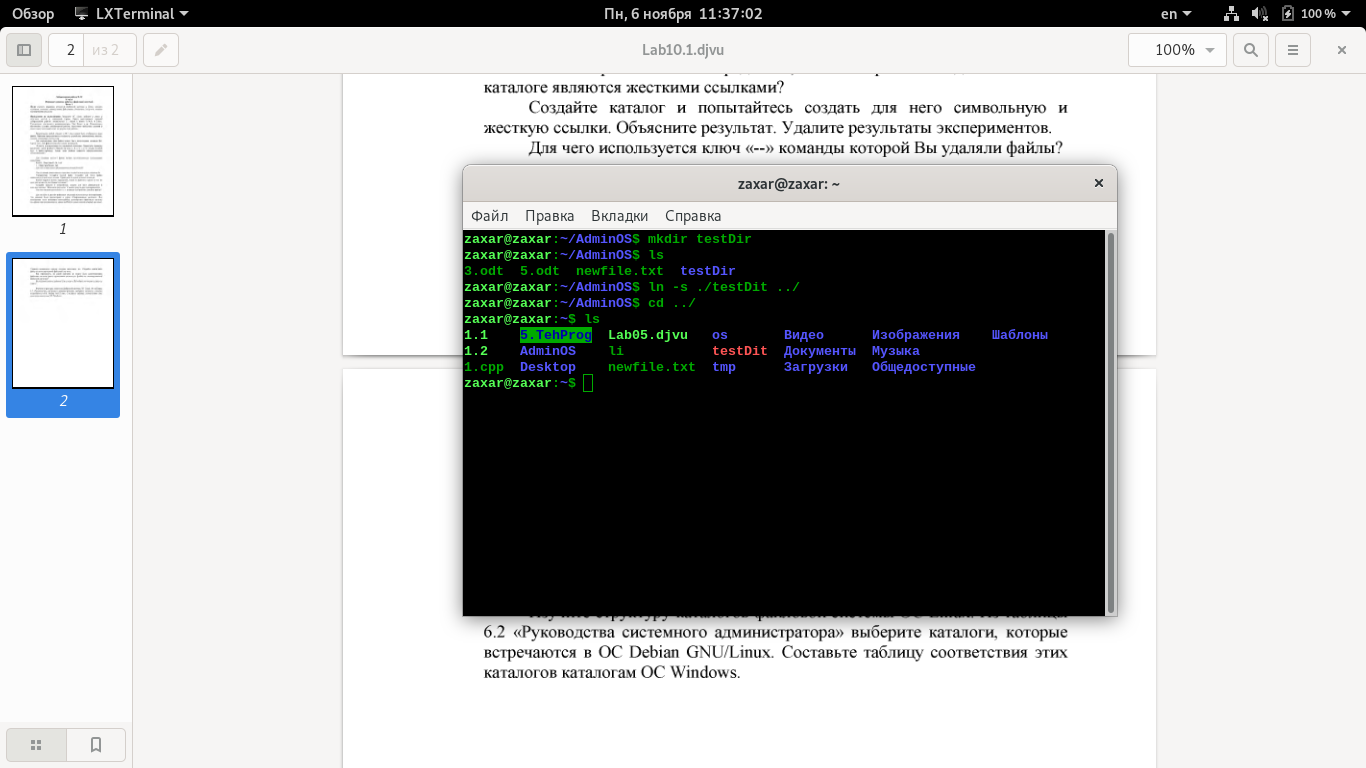 Обзор LXTerminal Пн, 6 ноября 11:37:02 en 100 %
2 из 2 Lab10.1.djvu 100%
1
2
каталоге являются жесткими ссылками?
Создайте каталог и попытайтесь создать для него символьную и
жесткую ссылки. Объясните результат. Удалите результаты экспериментов.
Для чего используется ключ «--» команды которой Вы удаляли файлы?
zaxar@zaxar: ~
Файл Правка Вкладки Справка
zaxar@zaxar:~/AdminOS$ mkdir testDir
zaxar@zaxar:~/AdminOS$ ls
3.odt 5.odt newfile.txt testDir
zaxar@zaxar:~/AdminOS$ ln -s ./testDit ../
zaxar@zaxar:~/AdminOS$ cd ../
zaxar@zaxar:~$ ls
1.1 5.TehProg Lab05.djvu os Видео Изображения Шаблоны
1.2 AdminOS li testDit Документы Музыка
1.cpp Desktop newfile.txt tmp Загрузки Общедоступные
zaxar@zaxar:~$
6.2 «Руководства системного администратора» выберите каталоги, которые
встречаются в ОС Debian GNU/Linux. Составьте таблицу соответствия этих
каталогов каталогам ОС Windows.